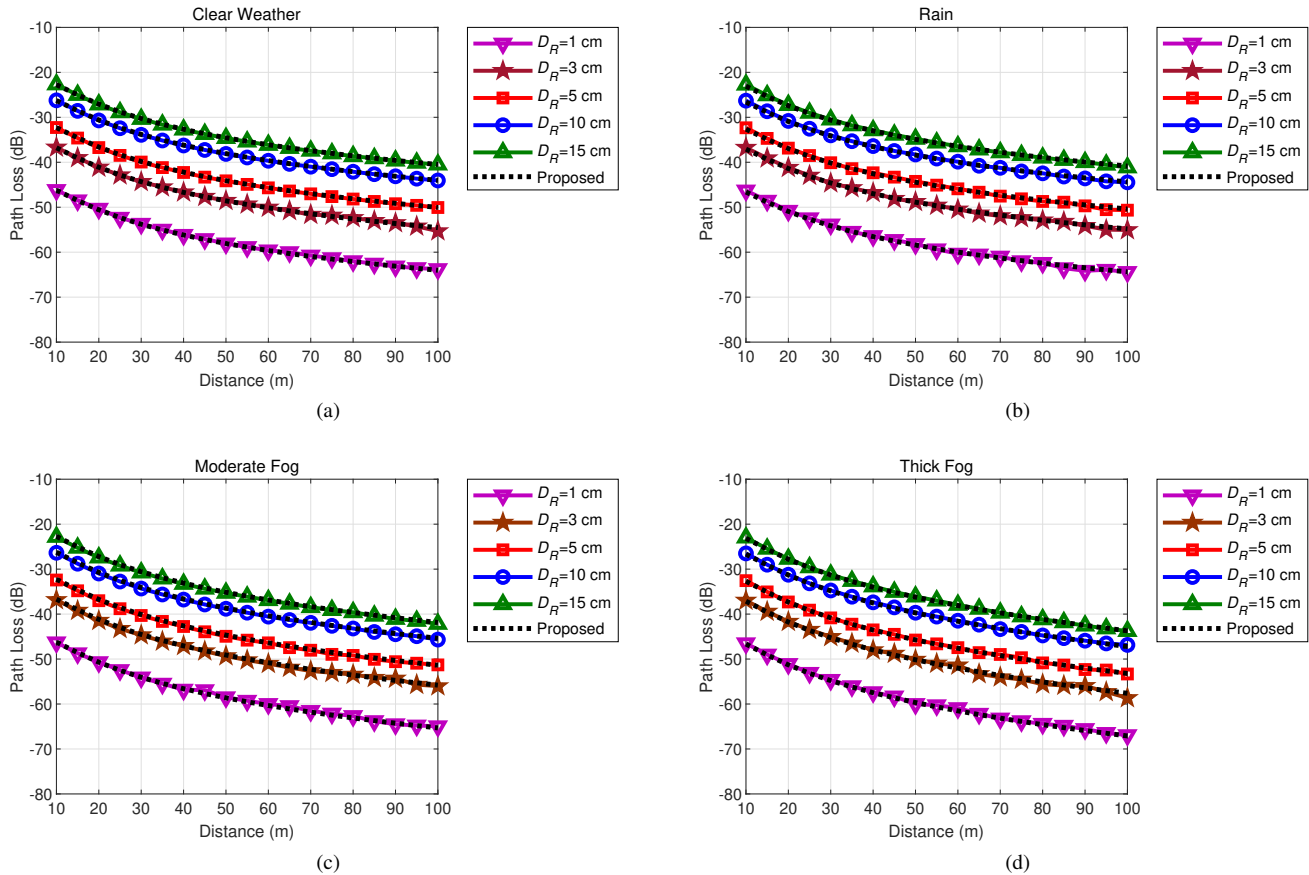 Clear Weather
-10
-20
-30
-40
-50
-60
-70
-80
Path Loss (dB)
10 20 30 40 50 60 70 80 90 100
Distance (m)
D_R=1 cm
D_R=3 cm
D_R=5 cm
D_R=10 cm
D_R=15 cm
Proposed
(a)
Rain
-10
-20
-30
-40
-50
-60
-70
-80
Path Loss (dB)
10 20 30 40 50 60 70 80 90 100
Distance (m)
D_R=1 cm
D_R=3 cm
D_R=5 cm
D_R=10 cm
D_R=15 cm
Proposed
(b)
Moderate Fog
-10
-20
-30
-40
-50
-60
-70
-80
Path Loss (dB)
10 20 30 40 50 60 70 80 90 100
Distance (m)
D_R=1 cm
D_R=3 cm
D_R=5 cm
D_R=10 cm
D_R=15 cm
Proposed
(c)
Thick Fog
-10
-20
-30
-40
-50
-60
-70
-80
Path Loss (dB)
10 20 30 40 50 60 70 80 90 100
Distance (m)
D_R=1 cm
D_R=3 cm
D_R=5 cm
D_R=10 cm
D_R=15 cm
Proposed
(d)